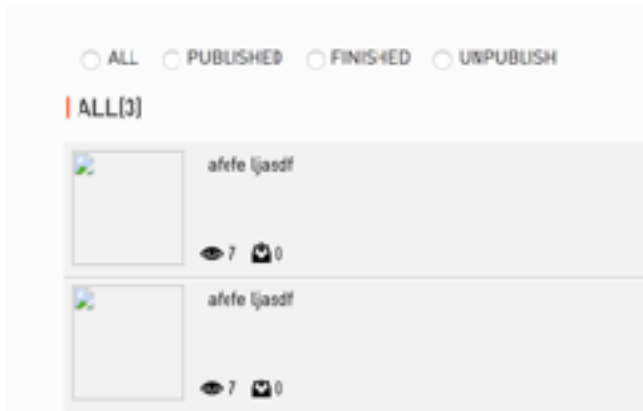 ALL PUBLISHED FINISHED UNPUBLISH
ALL(3)
afefe ljasdf
7 0
afefe ljasdf
7 0